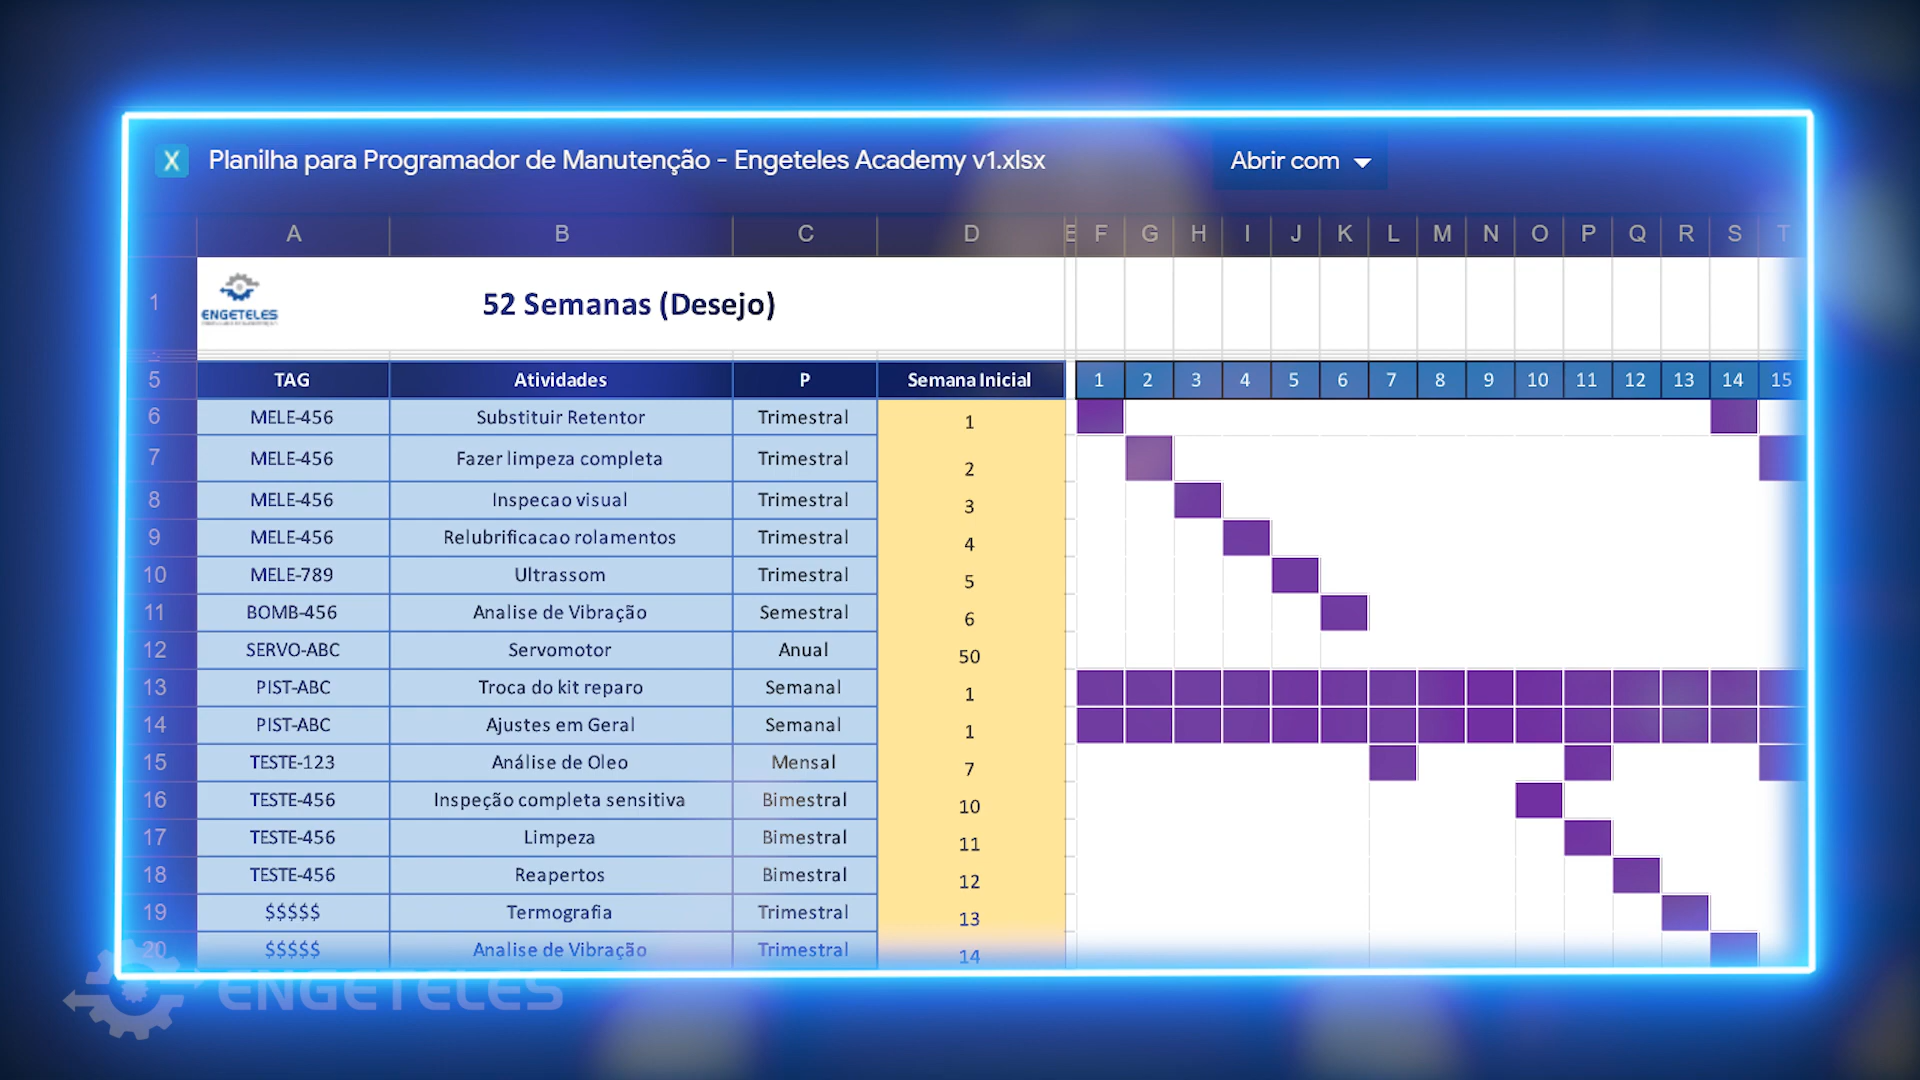 X Planilha para Programador de Manutenção - Engeteles Academy v1.xlsx Abrir com
A B C D E F G H I J K L M N O P Q R S T
1 ENGETELES 52 Semanas (Desejo)
5 TAG Atividades P Semana Inicial 1 2 3 4 5 6 7 8 9 10 11 12 13 14 15
6 MELE-456 Substituir Retentor Trimestral 1
7 MELE-456 Fazer limpeza completa Trimestral 2
8 MELE-456 Inspecao visual Trimestral 3
9 MELE-456 Relubrificacao rolamentos Trimestral 4
10 MELE-789 Ultrassom Trimestral 5
11 BOMB-456 Analise de Vibração Semestral 6
12 SERVO-ABC Servomotor Anual 50
13 PIST-ABC Troca do kit reparo Semanal 1
14 PIST-ABC Ajustes em Geral Semanal 1
15 TESTE-123 Análise de Oleo Mensal 7
16 TESTE-456 Inspeção completa sensitiva Bimestral 10
17 TESTE-456 Limpeza Bimestral 11
18 TESTE-456 Reapertos Bimestral 12
19 $$$$$ Termografia Trimestral 13
20 $$$$$ Analise de Vibração Trimestral 14
ENGETELES